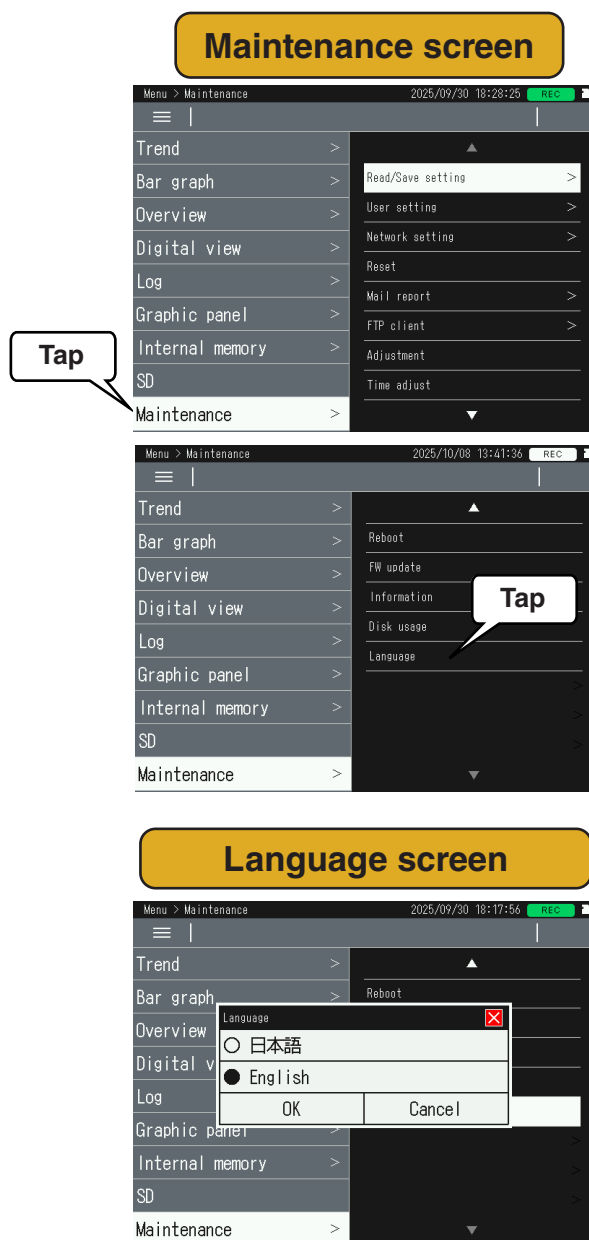 Maintenance screen
Menu > Maintenance 2025/09/30 18:28:25 REC
Trend >
Bar graph >
Overview >
Digital view >
Log >
Graphic panel >
Internal memory >
SD
Maintenance >
Read/Save setting >
User setting >
Network setting >
Reset
Mail report >
FTP client >
Adjustment
Time adjust
Tap
Menu > Maintenance 2025/10/08 13:41:36 REC
Trend >
Bar graph >
Overview >
Digital view >
Log >
Graphic panel >
Internal memory >
SD
Maintenance >
Reboot
FW update
Information
Disk usage
Language
>
>
>
Tap
Language screen
Menu > Maintenance 2025/09/30 18:17:56 REC
Trend >
Bar graph >
Overview
Digital v
Log
Graphic panel >
Internal memory >
SD
Maintenance >
Reboot
>
>
>
Language
日本語
English
OK Cancel